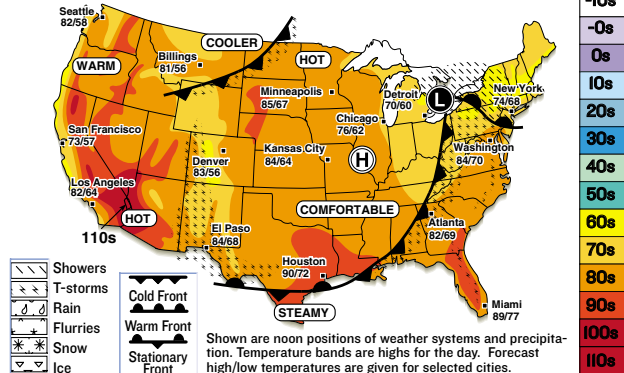 Seattle
82/58
COOLER
Billings
81/56
HOT
WARM
Minneapolis
85/67
Detroit
70/60
L
New York
74/68
Chicago
76/62
San Francisco
73/57
Kansas City
84/64
H
Washington
84/70
Denver
83/56
Los Angeles
82/64
HOT
110s
COMFORTABLE
El Paso
84/68
Atlanta
82/69
Houston
90/72
STEAMY
Miami
89/77
Showers
T-storms
Rain
Flurries
Snow
Ice
Cold Front
Warm Front
Stationary
Front
Shown are noon positions of weather systems and precipita-
tion. Temperature bands are highs for the day. Forecast
high/low temperatures are given for selected cities.
-10s
-0s
0s
10s
20s
30s
40s
50s
60s
70s
80s
90s
100s
110s